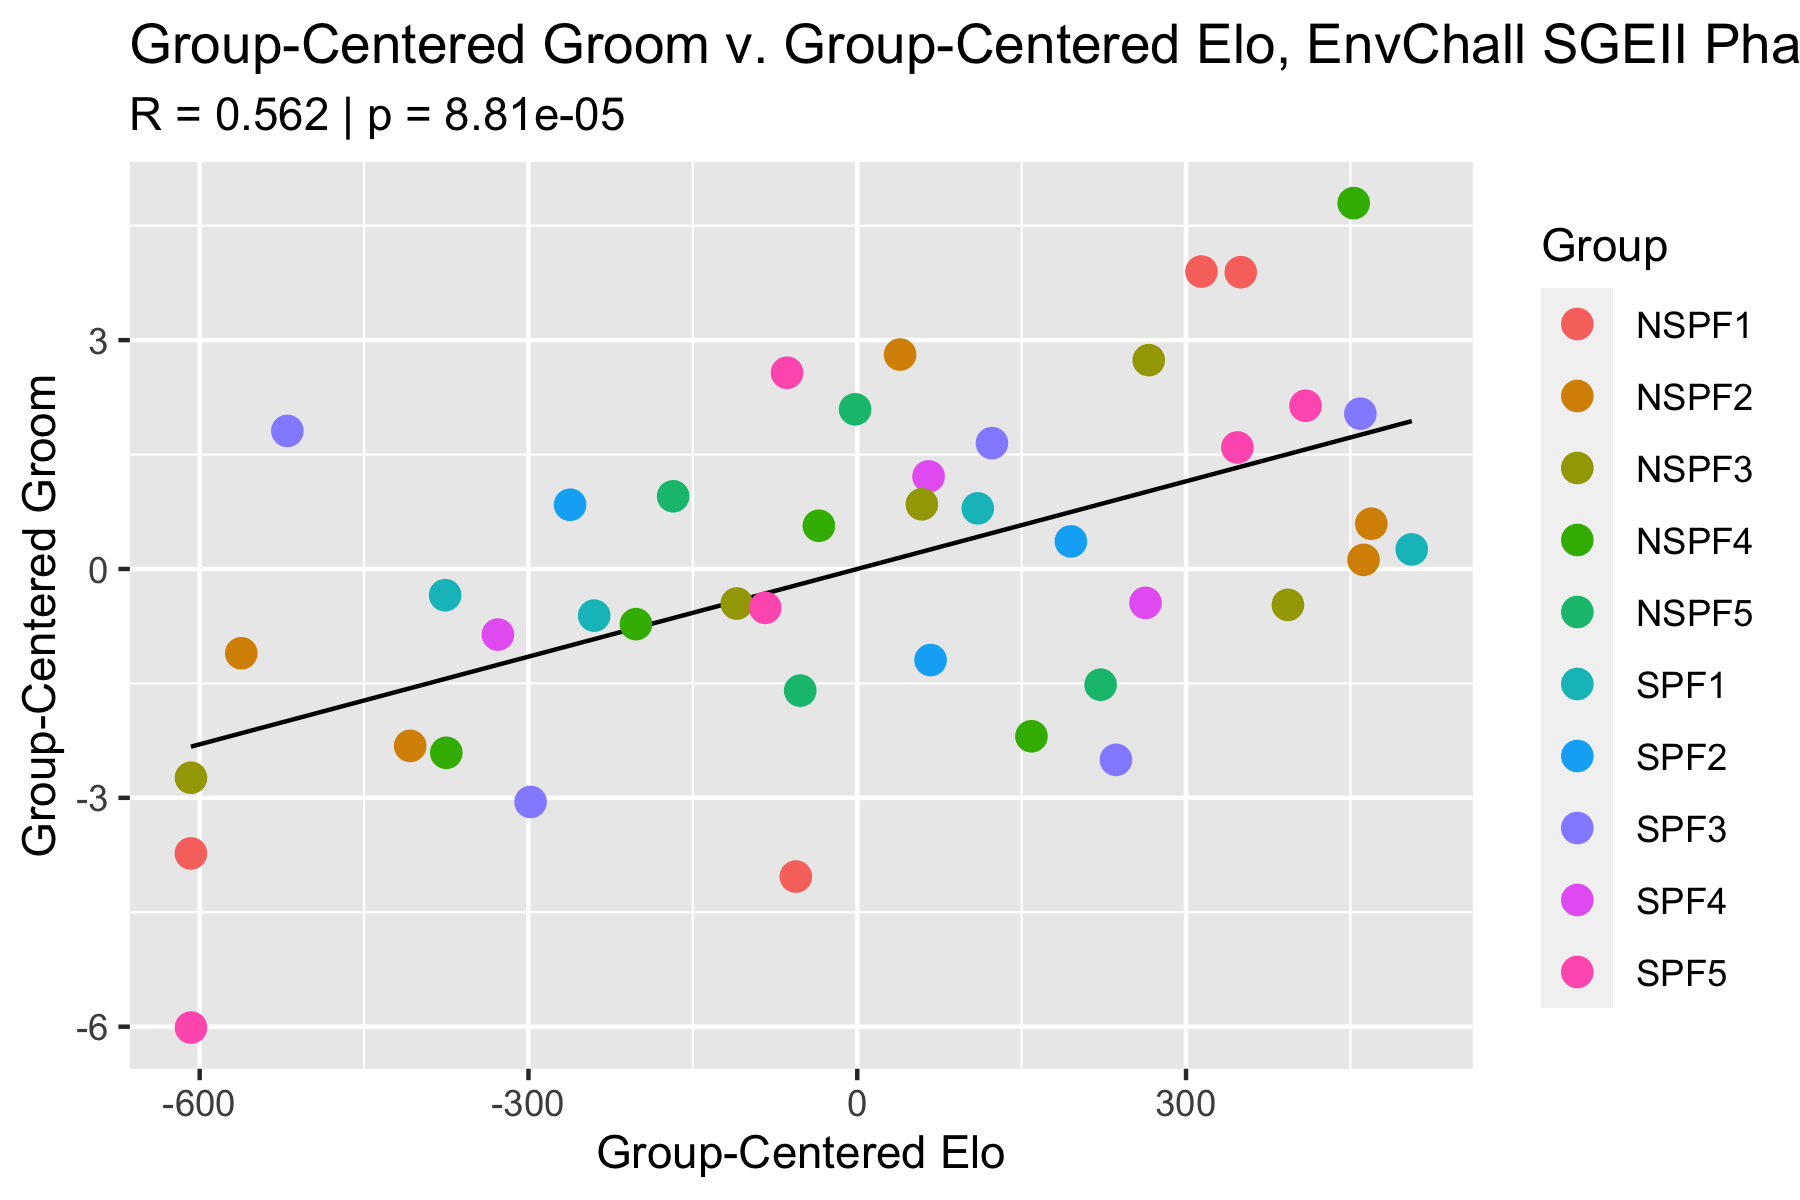 Group-Centered Groom v. Group-Centered Elo, EnvChall SGEII Pha
R = 0.562 | p = 8.81e-05
Group-Centered Groom
3
0
-3
-6
-600
-300
0
300
Group-Centered Elo
Group
NSPF1
NSPF2
NSPF3
NSPF4
NSPF5
SPF1
SPF2
SPF3
SPF4
SPF5